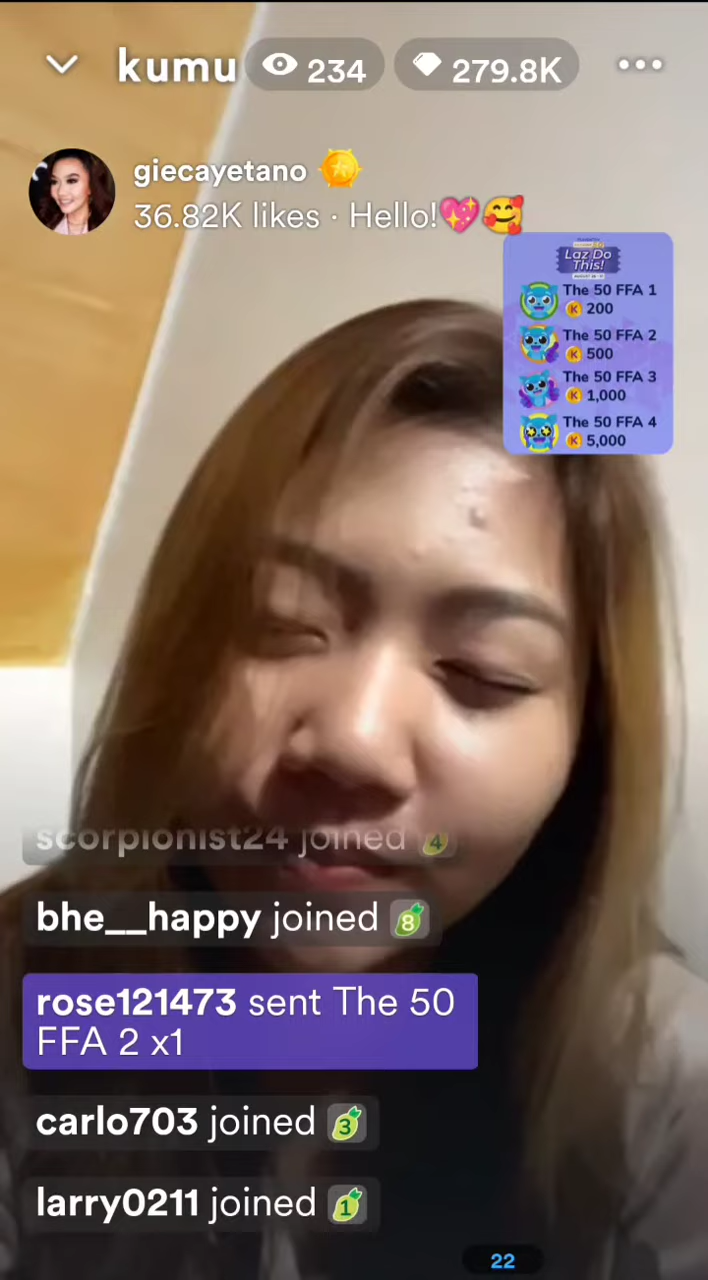 kumu 234 279.8K
giecayetano
36.82K likes · Hello!💖🥰
Laz Do
This!
The 50 FFA 1
K 200
The 50 FFA 2
K 500
The 50 FFA 3
K 1,000
The 50 FFA 4
K 5,000
scorpionist24 joined 4
bhe__happy joined 8
rose121473 sent The 50
FFA 2 x1
carlo703 joined 3
larry0211 joined 1
22